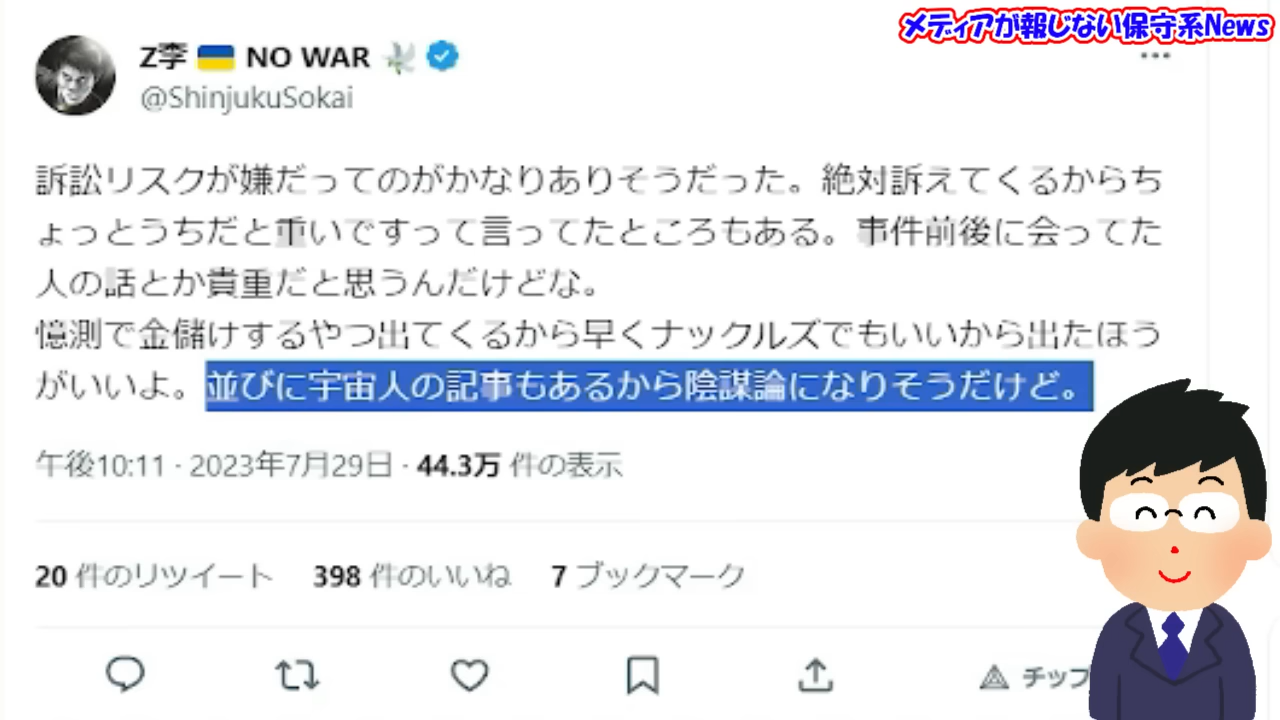 メディアが報じない保守系News
Z李 🇺🇦 NO WAR 🕊
@ShinjukuSokai
訴訟リスクが嫌だってのがかなりありそうだった。絶対訴えてくるからち
ょっとうちだと重いですって言ってたところもある。事件前後に会ってた
人の話とか貴重だと思うんだけどな。
憶測で金儲けするやつ出てくるから早くナックルズでもいいから出たほう
がいいよ。並びに宇宙人の記事もあるから陰謀論になりそうだけど。
午後10:11 · 2023年7月29日 · 44.3万 件の表示
20 件のリツイート 398 件のいいね 7 ブックマーク
チップ